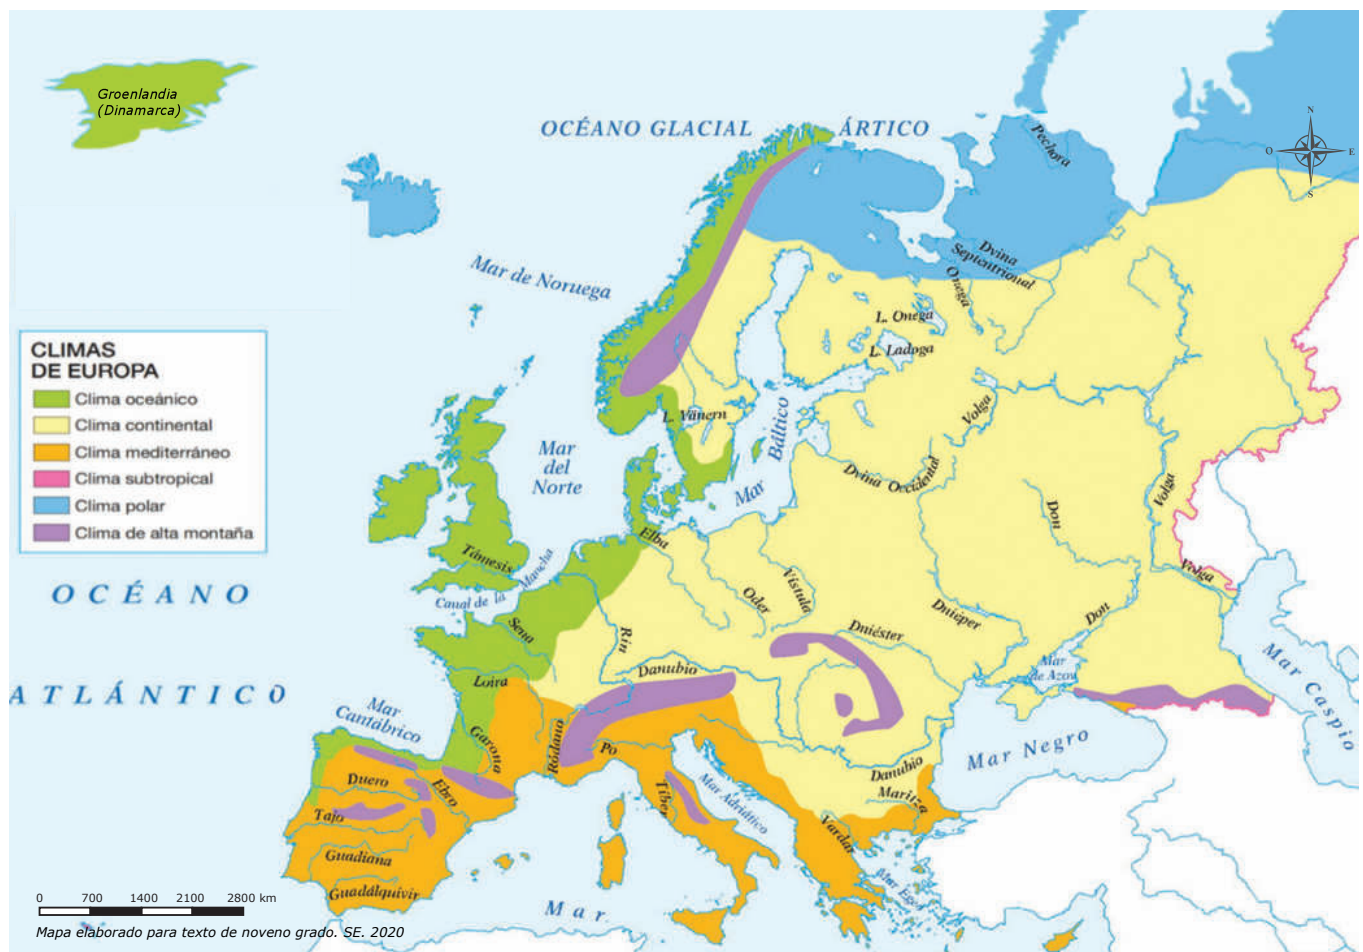 Groenlandia
(Dinamarca)
OCÉANO GLACIAL ÁRTICO
Pechora
N
O
E
S
Mar de Noruega
Dvina
Septentrional
Onega
L. Onega
L. Ladoga
CLIMAS
DE EUROPA
Clima oceánico
Clima continental
Clima mediterráneo
Clima subtropical
Clima polar
Clima de alta montaña
L. Vänern
Mar
del
Norte
Mar
Báltico
Volga
Dvina Occidental
Volga
Don
Volga
Elba
Támesis
Canal de la Mancha
Sena
Rin
Oder
Vístula
Dniéster
Dniéper
Don
OCÉANO
ATLÁNTICO
Loira
Danubio
Mar
de Azov
Mar Caspio
Mar
Cantábrico
Garona
Ródano
Po
Mar Negro
Duero
Ebro
Tíber
Mar Adriático
Danubio
Maritza
Tajo
Vardar
Guadiana
Guadálquivir
Mar Egeo
Mar
0 700 1400 2100 2800 km
Mapa elaborado para texto de noveno grado. SE. 2020